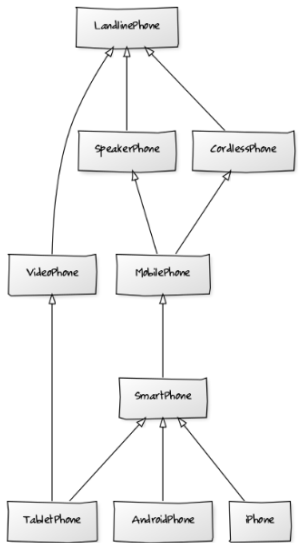 LandlinePhone
SpeakerPhone
CordlessPhone
VideoPhone
MobilePhone
SmartPhone
TabletPhone
AndroidPhone
iPhone